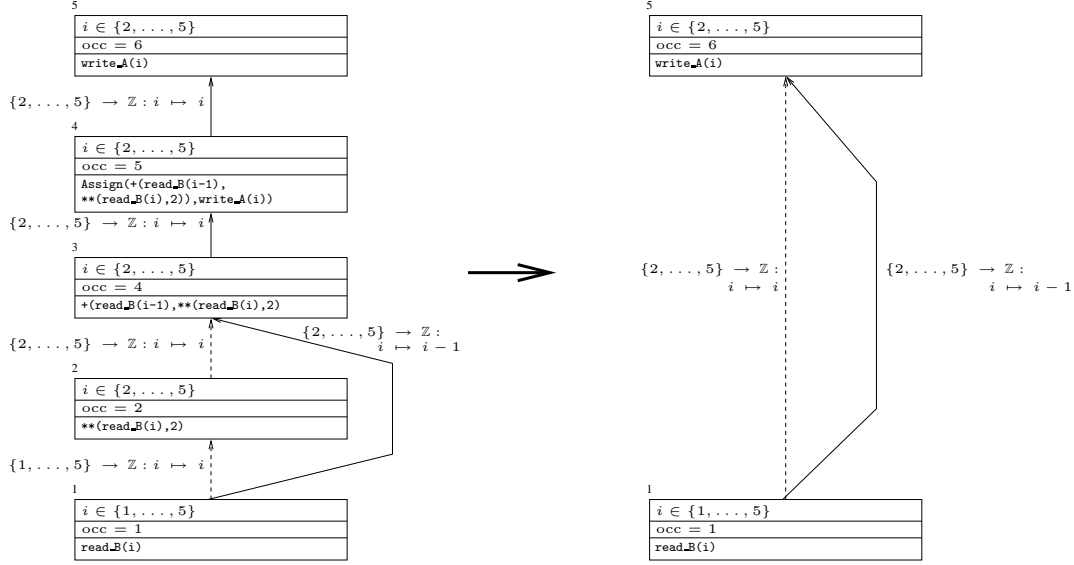 5
i ∈ {2, . . . , 5}
occ = 6
write_A(i)
{2, . . . , 5} → ℤ : i ↦ i
4
i ∈ {2, . . . , 5}
occ = 5
Assign(+(read_B(i-1),
**(read_B(i),2)),write_A(i))
{2, . . . , 5} → ℤ : i ↦ i
3
i ∈ {2, . . . , 5}
occ = 4
+(read_B(i-1),**(read_B(i),2)
{2, . . . , 5} → ℤ : i ↦ i
{2, . . . , 5} → ℤ :
i ↦ i − 1
2
i ∈ {2, . . . , 5}
occ = 2
**(read_B(i),2)
{1, . . . , 5} → ℤ : i ↦ i
1
i ∈ {1, . . . , 5}
occ = 1
read_B(i)
5
i ∈ {2, . . . , 5}
occ = 6
write_A(i)
{2, . . . , 5} → ℤ :
i ↦ i
{2, . . . , 5} → ℤ :
i ↦ i − 1
1
i ∈ {1, . . . , 5}
occ = 1
read_B(i)